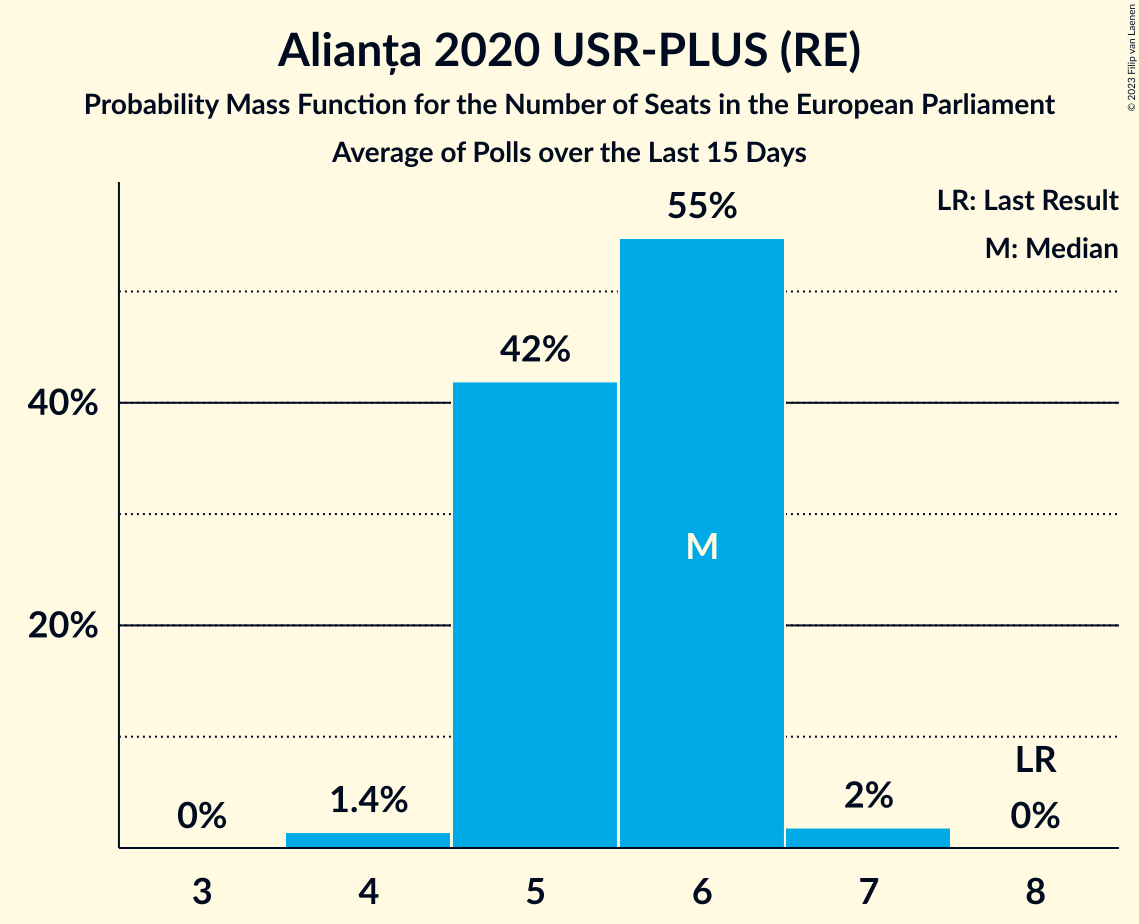 Alianța 2020 USR-PLUS (RE)
Probability Mass Function for the Number of Seats in the European Parliament
Average of Polls over the Last 15 Days
© 2023 Filip van Laenen
LR: Last Result
M: Median
55%
42%
40%
M
20%
LR
0%
1.4%
2%
0%
3 4 5 6 7 8